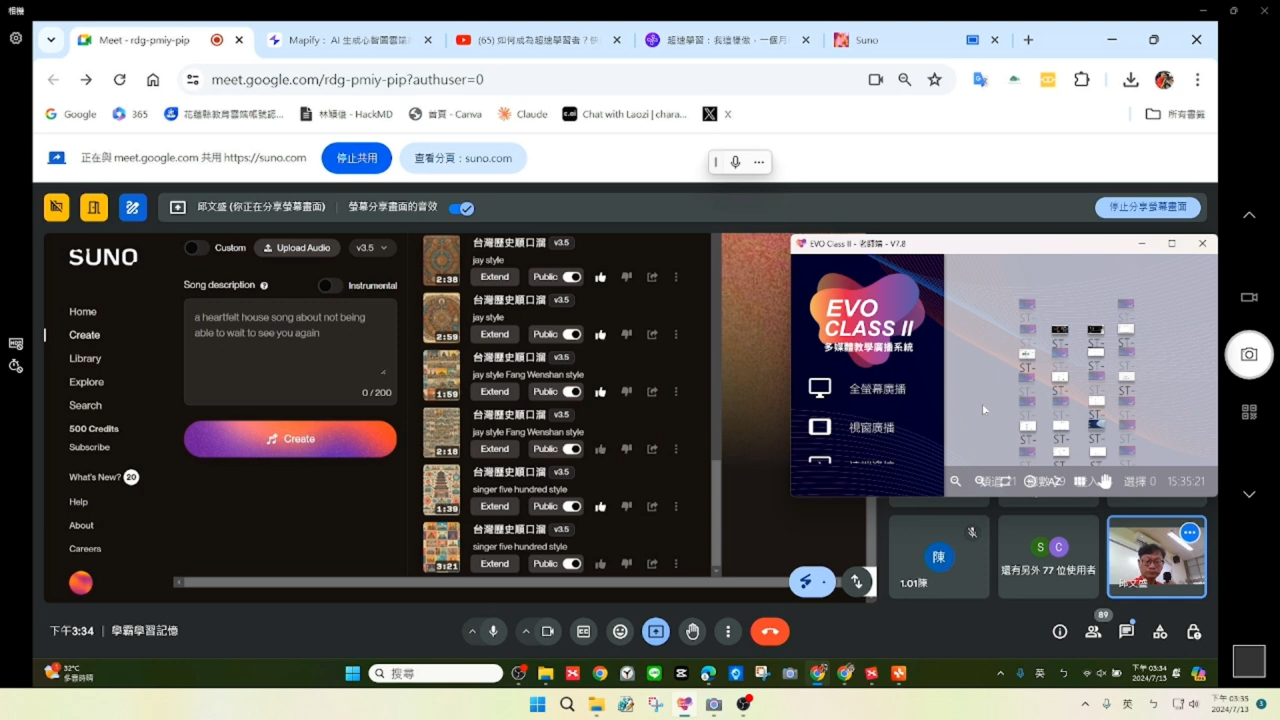 相機
Meet - rdg-pmiy-pip
Mapify： AI 生成心智圖雲端
(65) 如何成為超速學習者？
超速學習：我這樣做，一個月
Suno
meet.google.com/rdg-pmiy-pip?authuser=0
Google
365
花蓮縣教育雲端帳號認...
林穎俊 - HackMD
首頁 - Canva
Claude
Chat with Laozi | chara...
X
所有書籤
正在與 meet.google.com 共用 https://suno.com
停止共用
查看分頁：suno.com
邱文盛 (你正在分享螢幕畫面)
螢幕分享畫面的音效
停止分享螢幕畫面
SUNO
Custom
Upload Audio
v3.5
Song description
Instrumental
a heartfelt house song about not being
able to wait to see you again
0 / 200
Create
Home
Create
Library
Explore
Search
500 Credits
Subscribe
What's New? 20
Help
About
Careers
台灣歷史順口溜 v3.5
jay style
2:38
Extend
Public
台灣歷史順口溜 v3.5
jay style
2:59
Extend
Public
台灣歷史順口溜 v3.5
jay style Fang Wenshan style
1:59
Extend
Public
台灣歷史順口溜 v3.5
jay style Fang Wenshan style
2:18
Extend
Public
台灣歷史順口溜 v3.5
singer five hundred style
1:39
Extend
Public
台灣歷史順口溜 v3.5
singer five hundred style
3:21
Extend
Public
EVO Class II - 老師端 - V7.8
EVO
CLASS II
多媒體教學廣播系統
全螢幕廣播
視窗廣播
選擇 0
15:35:21
陳
1.01陳
S C
還有另外 77 位使用者
邱文盛
下午3:34
學霸學習記憶
89
32°C
多雲時晴
搜尋
英
下午 03:34
2024/7/13
英
下午 03:35
2024/7/13